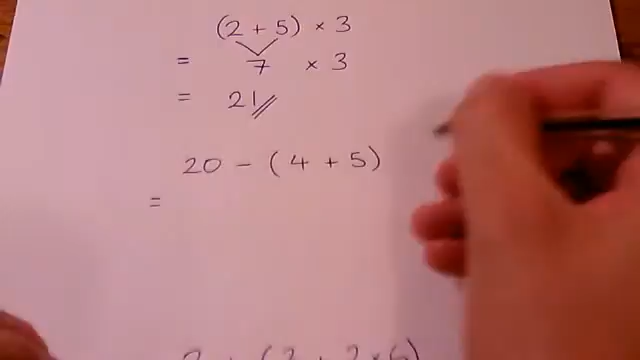 (2 + 5) × 3
= 7 × 3
= 21
20 - (4 + 5)
=